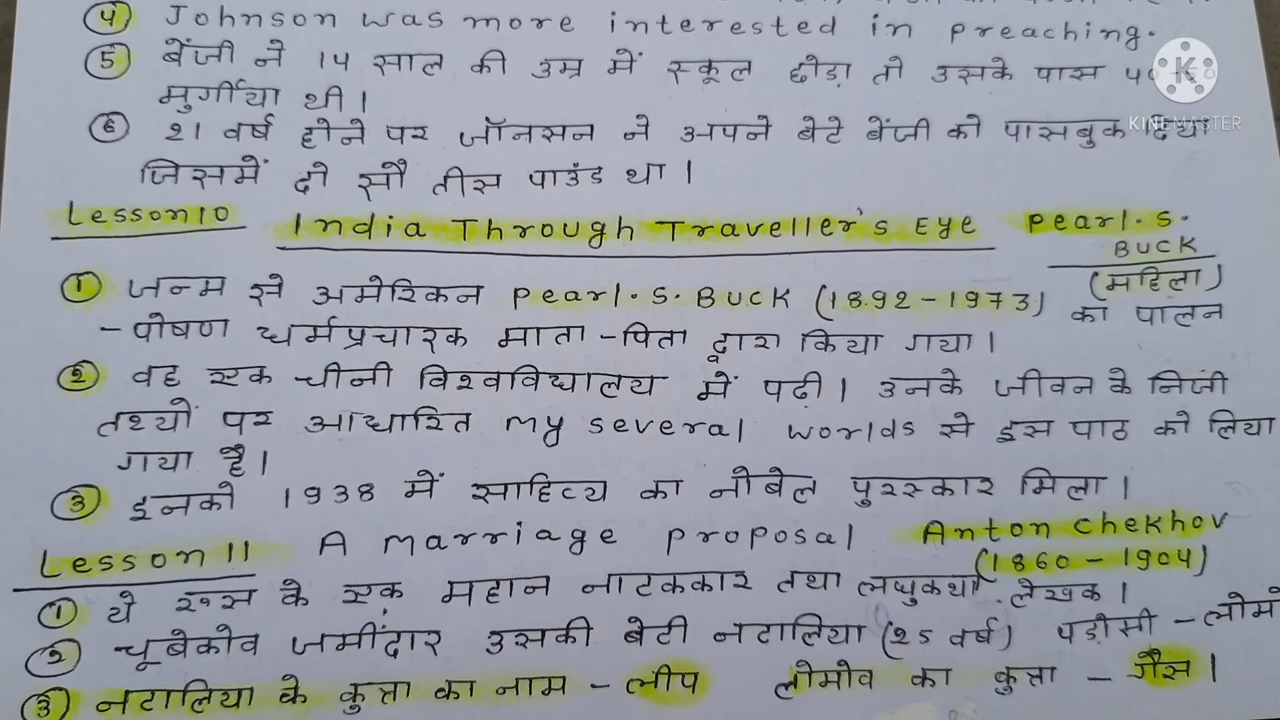 ④ Johnson was more interested in preaching.
⑤ बेंजी ने 14 साल की उम्र में स्कूल छोड़ा तो उसके पास
मुर्गीया थी।
⑥ 21 वर्ष होने पर जॉनसन ने अपने बेटे बेंजी को पासबुक
जिसमें दो सौ तीस पाउंड था।
Lesson 10 India Through Traveller's Eye Pearl. S.
BUCK
(महिला)
① जन्म से अमेरिकन Pearl. S. BUCK (1892-1973) का पालन
-पोषण धर्मप्रचारक माता-पिता द्वारा किया गया।
② वह एक चीनी विश्वविद्यालय में पढ़ी। उनके जीवन के निजी
तथ्यों पर आधारित my several worlds से इस पाठ को लिया
गया है।
③ इनको 1938 में साहित्य का नोबेल पुरस्कार मिला।
Lesson 11 A Marriage proposal Anton chekhov
(1860-1904)
① ये रूस के एक महान नाटककार तथा लघुकथा लेखक।
② चूबेकोव जमींदार उसकी बेटी नटालिया (25 वर्ष) पड़ोसी -
③ नटालिया के कुत्ता का नाम - लीप लोमोव का कुत्ता - गैस।
KINEMASTER